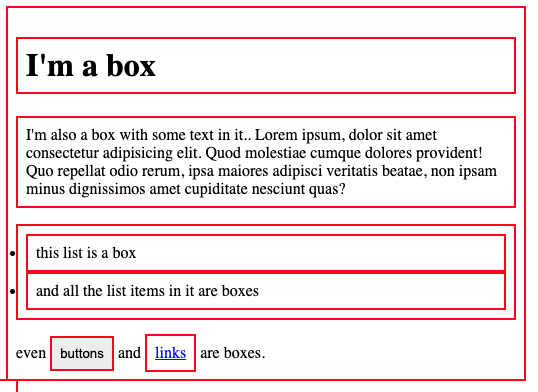 I'm a box
I'm also a box with some text in it.. Lorem ipsum, dolor sit amet
consectetur adipisicing elit. Quod molestiae cumque dolores provident!
Quo repellat odio rerum, ipsa maiores adipisci veritatis beatae, non ipsam
minus dignissimos amet cupiditate nesciunt quas?
this list is a box
and all the list items in it are boxes
even buttons and links are boxes.